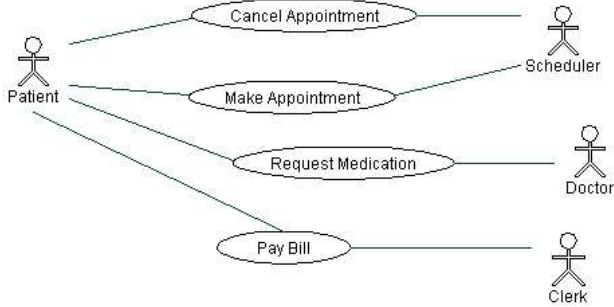 Cancel Appointment
Scheduler
Patient
Make Appointment
Request Medication
Doctor
Pay Bill
Clerk